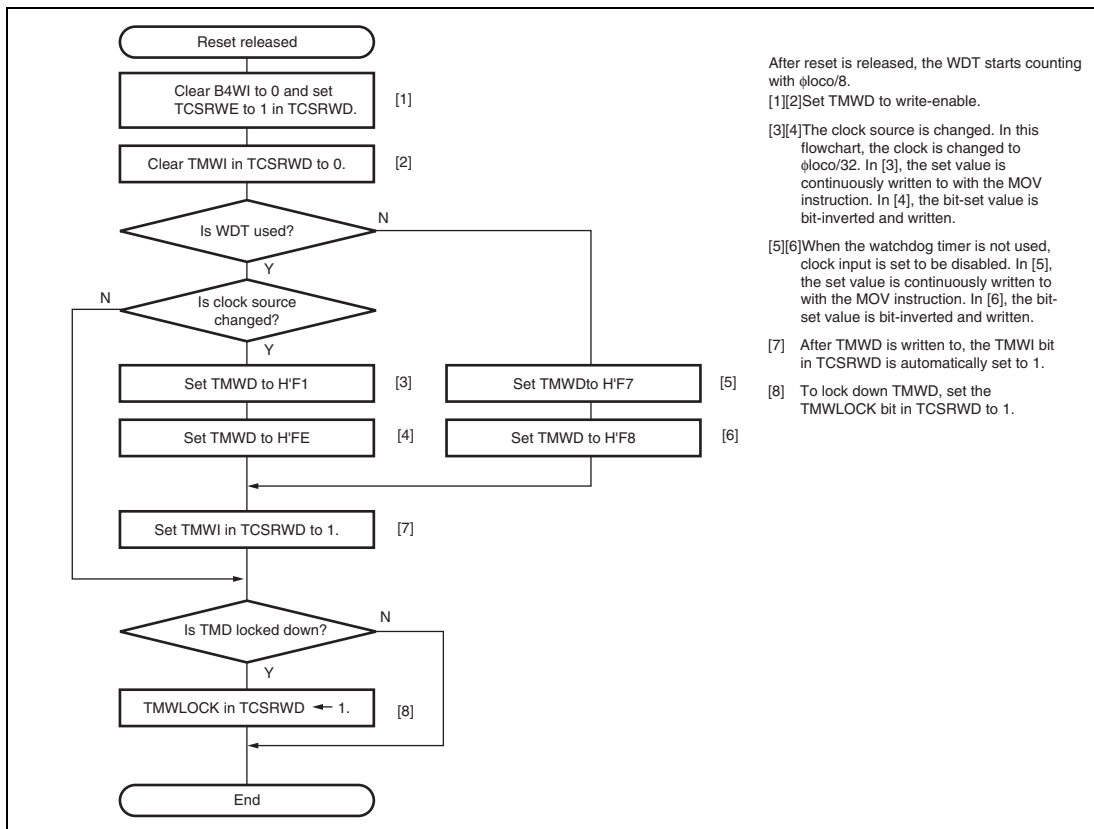 Reset released
Clear B4WI to 0 and set
TCSRWE to 1 in TCSRWD.
[1]
Clear TMWI in TCSRWD to 0.
[2]
Is WDT used?
N
Y
Is clock source
changed?
N
Y
Set TMWD to H'F1
[3]
Set TMWDto H'F7
[5]
Set TMWD to H'FE
[4]
Set TMWD to H'F8
[6]
Set TMWI in TCSRWD to 1.
[7]
Is TMD locked down?
N
Y
TMWLOCK in TCSRWD ← 1.
[8]
End
After reset is released, the WDT starts counting
with ϕloco/8.
[1][2]Set TMWD to write-enable.
[3][4]The clock source is changed. In this
flowchart, the clock is changed to
ϕloco/32. In [3], the set value is
continuously written to with the MOV
instruction. In [4], the bit-set value is
bit-inverted and written.
[5][6]When the watchdog timer is not used,
clock input is set to be disabled. In [5],
the set value is continuously written to
with the MOV instruction. In [6], the bit-
set value is bit-inverted and written.
[7] After TMWD is written to, the TMWI bit
in TCSRWD is automatically set to 1.
[8] To lock down TMWD, set the
TMWLOCK bit in TCSRWD to 1.